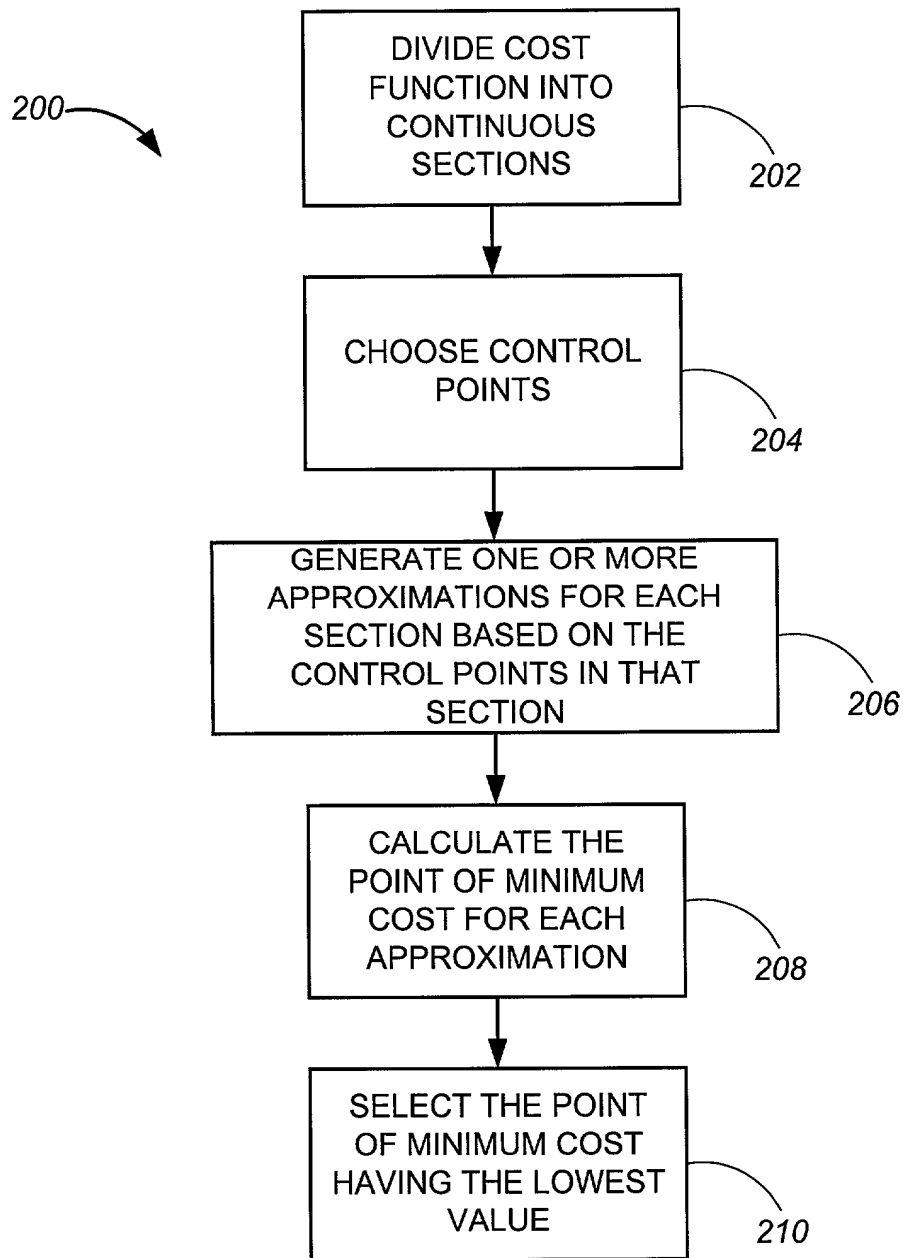 200
DIVIDE COST
FUNCTION INTO
CONTINUOUS
SECTIONS
202
CHOOSE CONTROL
POINTS
204
GENERATE ONE OR MORE
APPROXIMATIONS FOR EACH
SECTION BASED ON THE
CONTROL POINTS IN THAT
SECTION
206
CALCULATE THE
POINT OF MINIMUM
COST FOR EACH
APPROXIMATION
208
SELECT THE POINT
OF MINIMUM COST
HAVING THE LOWEST
VALUE
210